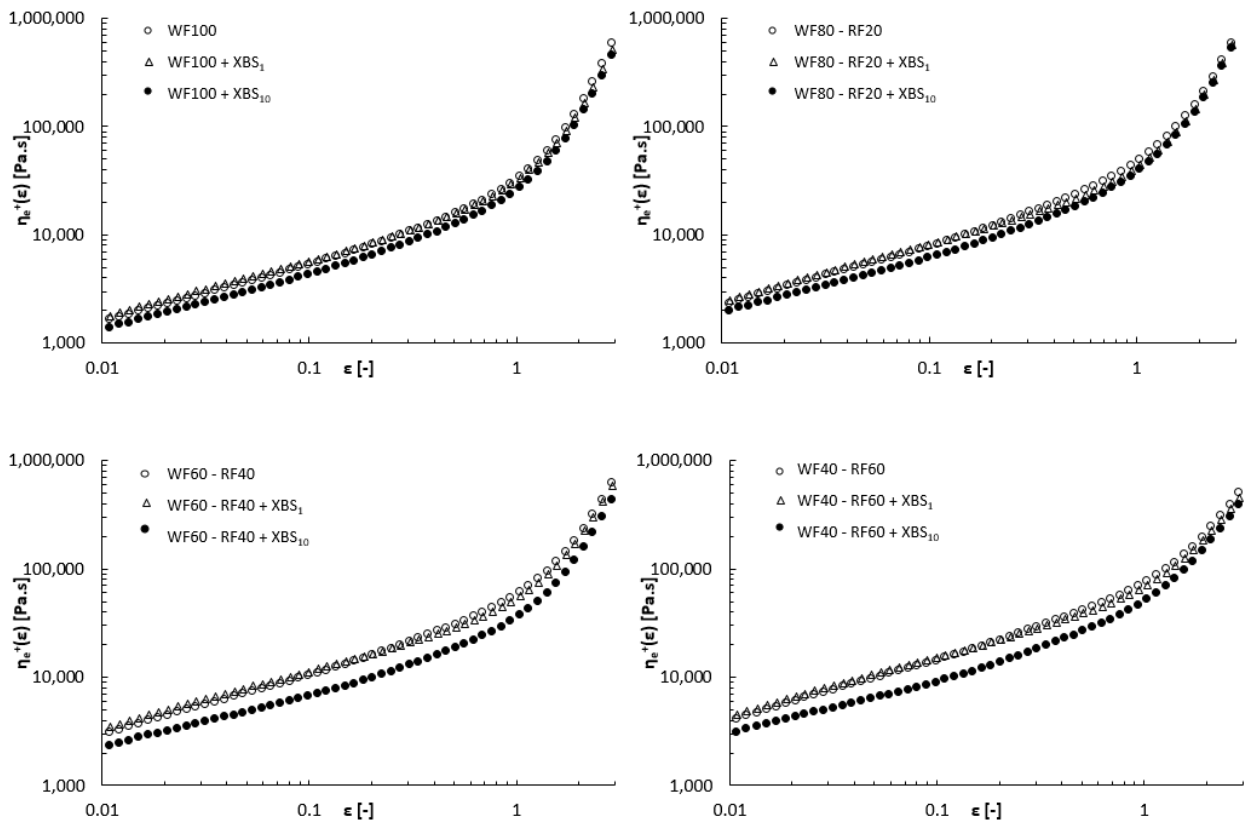 1,000,000
100,000
10,000
1,000
ηₑ⁺(ε) [Pa.s]
WF100
WF100 + XBS₁
WF100 + XBS₁₀
0.01 0.1 1
ε [-]
1,000,000
100,000
10,000
1,000
ηₑ⁺(ε) [Pa.s]
WF80 - RF20
WF80 - RF20 + XBS₁
WF80 - RF20 + XBS₁₀
0.01 0.1 1
ε [-]
1,000,000
100,000
10,000
1,000
ηₑ⁺(ε) [Pa.s]
WF60 - RF40
WF60 - RF40 + XBS₁
WF60 - RF40 + XBS₁₀
0.01 0.1 1
ε [-]
1,000,000
100,000
10,000
1,000
ηₑ⁺(ε) [Pa.s]
WF40 - RF60
WF40 - RF60 + XBS₁
WF40 - RF60 + XBS₁₀
0.01 0.1 1
ε [-]